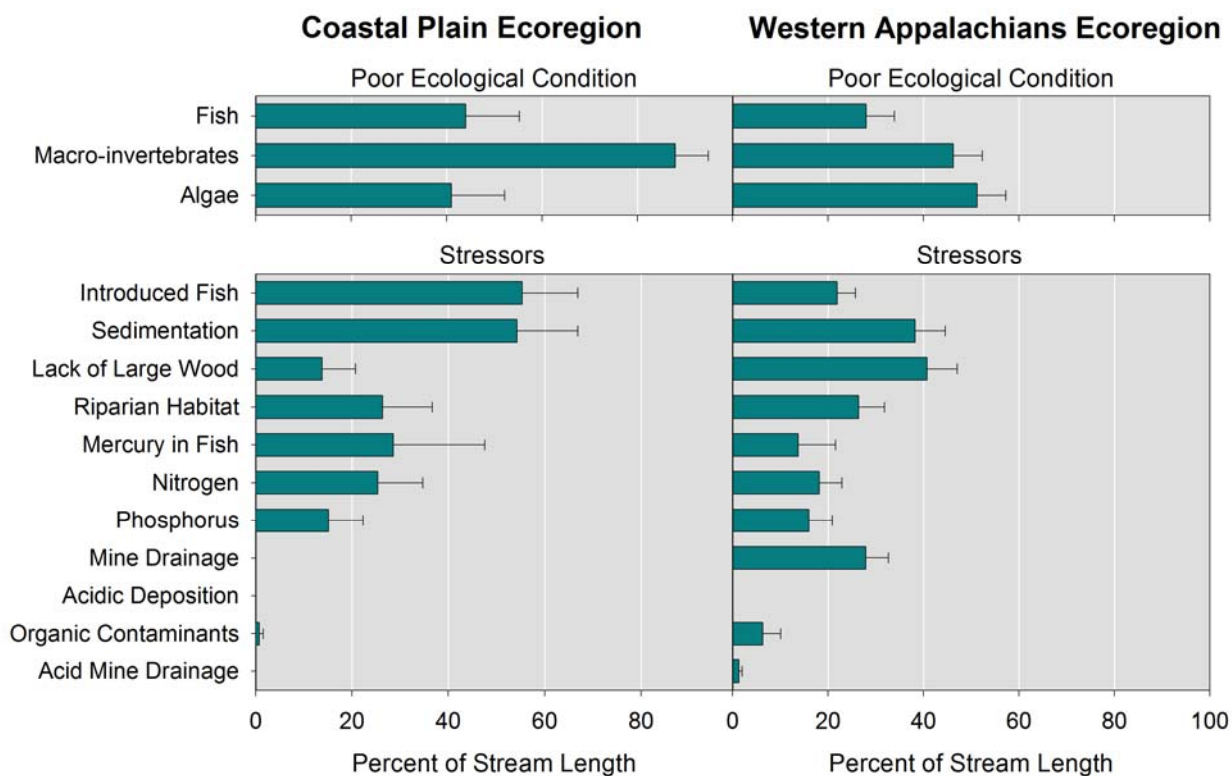 Coastal Plain Ecoregion
Western Appalachians Ecoregion
Poor Ecological Condition
Poor Ecological Condition
Fish
Macro-invertebrates
Algae
Stressors
Stressors
Introduced Fish
Sedimentation
Lack of Large Wood
Riparian Habitat
Mercury in Fish
Nitrogen
Phosphorus
Mine Drainage
Acidic Deposition
Organic Contaminants
Acid Mine Drainage
0 20 40 60 80
0 20 40 60 80 100
Percent of Stream Length
Percent of Stream Length